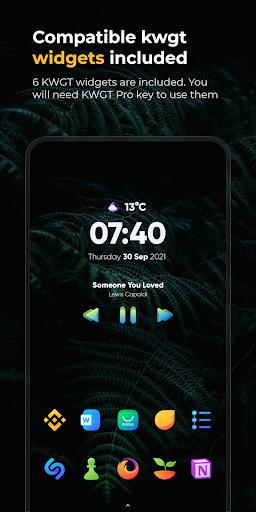 Compatible kwgt
widgets included
6 KWGT widgets are included. You
will need KWGT Pro key to use them
13°C
07:40
Thursday 30 Sep 2021
Someone You Loved
Lewis Capaldi
W
Galaxy
N